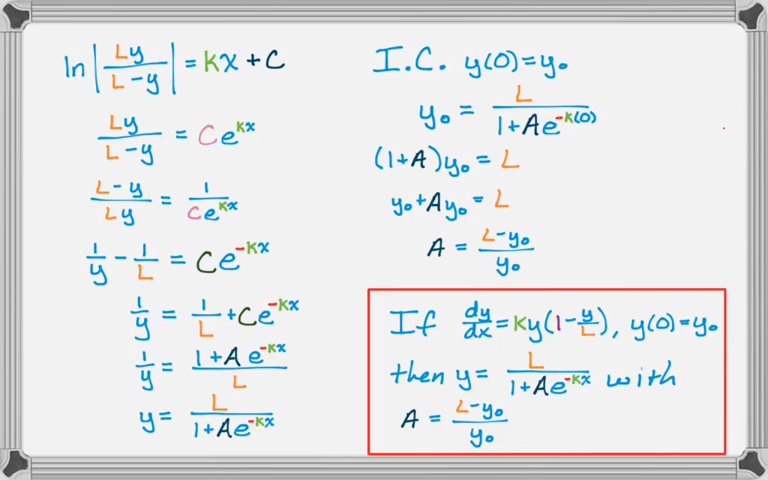 ln|Ly/(L-y)| = kx + C
Ly/(L-y) = Ce^(kx)
(L-y)/(Ly) = 1/(Ce^(kx))
1/y - 1/L = Ce^(-kx)
1/y = 1/L + Ce^(-kx)
1/y = (1+Ae^(-kx))/L
y = L/(1+Ae^(-kx))
I.C. y(0)=y₀
y₀ = L/(1+Ae^(-k(0)))
(1+A)y₀ = L
y₀+Ay₀ = L
A = (L-y₀)/y₀
If dy/dx = ky(1-y/L), y(0)=y₀
then y = L/(1+Ae^(-kx)) with
A = (L-y₀)/y₀